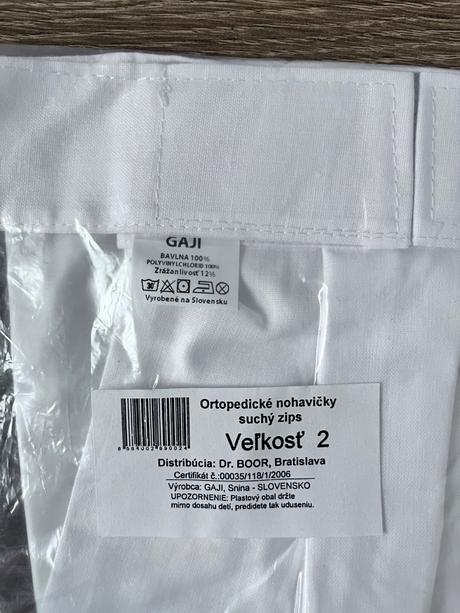 GAJI
BAVLNA 100%
POLYVINYLCHLORID 100%
Zrážanlivosť 12%
Vyrobené na Slovensku
Ortopedické nohavičky
suchý zips
Veľkosť 2
Distribúcia: Dr. BOOR, Bratislava
Certifikát č.:00035/118/1/2006
Výrobca: GAJI, Snina - SLOVENSKO
UPOZORNENIE: Plastový obal držte
mimo dosahu detí, predídete tak uduseniu.